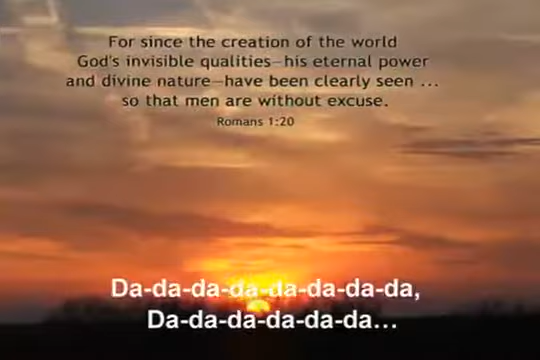 For since the creation of the world
God's invisible qualities—his eternal power
and divine nature—have been clearly seen ...
so that men are without excuse.
Romans 1:20
Da-da-da-da-da-da-da-da,
Da-da-da-da-da-da...